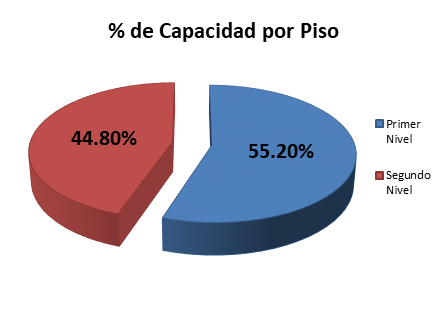 % de Capacidad por Piso
44.80%
55.20%
Primer
Nivel
Segundo
Nivel